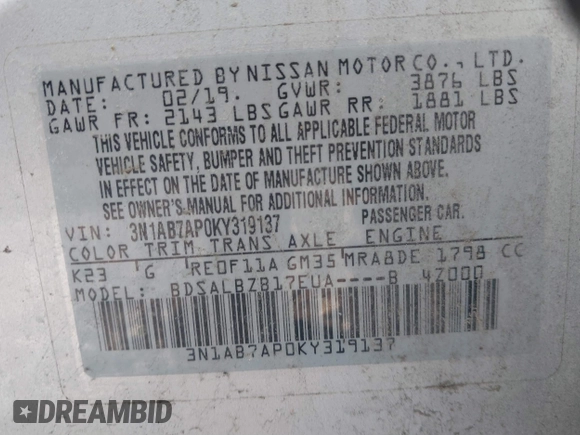 MANUFACTURED BY NISSAN MOTOR CO., LTD.
DATE: 02/19. GVWR: 3876 LBS
GAWR FR: 2143 LBS GAWR RR: 1881 LBS
THIS VEHICLE CONFORMS TO ALL APPLICABLE FEDERAL MOTOR
VEHICLE SAFETY, BUMPER AND THEFT PREVENTION STANDARDS
IN EFFECT ON THE DATE OF MANUFACTURE SHOWN ABOVE.
SEE OWNER'S MANUAL FOR ADDITIONAL INFORMATION.
VIN: 3N1AB7AP0KY319137 PASSENGER CAR.
COLOR TRIM TRANS AXLE ENGINE
K23 G RE0F11A GM35 MRA8DE 1798 CC
MODEL: BDSALBZB17EUA----B 4Z000
3N1AB7AP0KY319137
DREAMBID